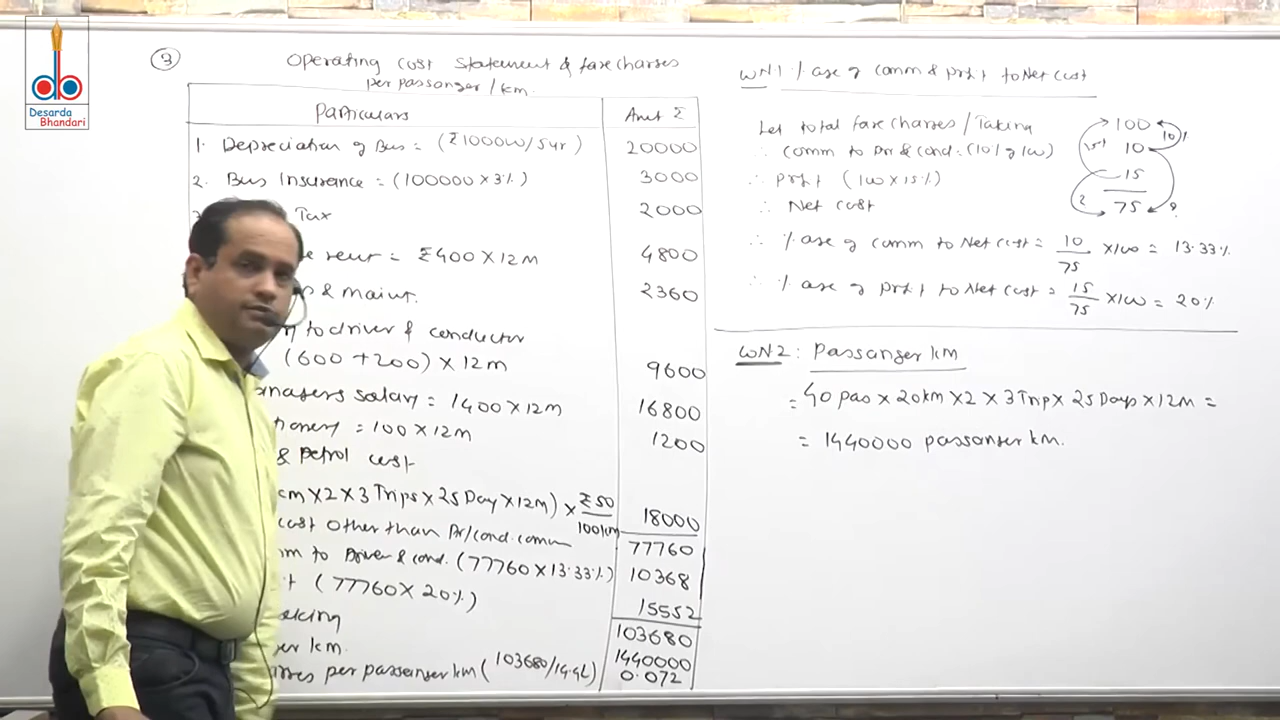 Desarda
Bhandari
3
Operating Cost Statement & fare charges
per passenger / km.
Particulars
Amt ₹
1. Depreciation of Bus = (₹100000/5yr) 20000
2. Bus Insurance = (100000 × 3%) 3000
Tax 2000
rent = ₹400 × 12m 4800
& maint. 2360
to driver & conductor
(600 + 200) × 12m 9600
salary = 1400 × 12m 16800
= 100 × 12m 1200
& petrol cost
× 2 × 3 Trips × 25 Day × 12m) × ₹50/100km 18000
cost other than Dr/cond. comm 77760
to Driver & cond. (77760 × 13.33%) 10368
(77760 × 20%) 15552
103680
km. 1440000
per passenger km (103680/14.4L) 0.072
WN1 % age of comm & profit to Net cost
Let total fare charges / Taking 100
∴ comm to Dr & Cond. (10% of 100) 10 10%
∴ profit (100 × 15%) 15 15%
∴ Net cost 75
? ?
∴ % age of comm to Net cost = 10/75 × 100 = 13.33%
∴ % age of profit to Net cost = 15/75 × 100 = 20%
WN2 : Passanger km
= 40 pas × 20km × 2 × 3 Trip × 25 Days × 12m =
= 1440000 passanger km.